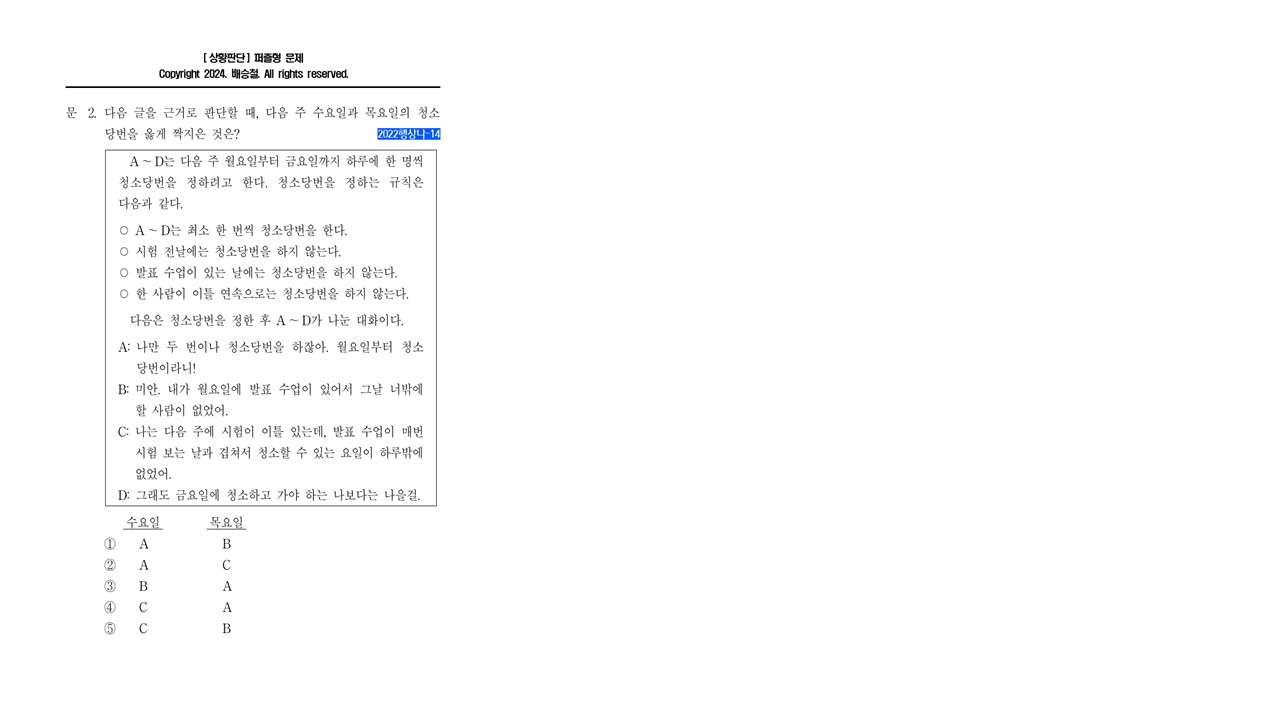 [상황판단] 퍼즐형 문제
Copyright 2024. 배승철. All rights reserved.
문 2. 다음 글을 근거로 판단할 때, 다음 주 수요일과 목요일의 청소
당번을 옳게 짝지은 것은?
2022행상나-14
A ~ D는 다음 주 월요일부터 금요일까지 하루에 한 명씩
청소당번을 정하려고 한다. 청소당번을 정하는 규칙은
다음과 같다.
○ A ~ D는 최소 한 번씩 청소당번을 한다.
○ 시험 전날에는 청소당번을 하지 않는다.
○ 발표 수업이 있는 날에는 청소당번을 하지 않는다.
○ 한 사람이 이틀 연속으로는 청소당번을 하지 않는다.
다음은 청소당번을 정한 후 A ~ D가 나눈 대화이다.
A: 나만 두 번이나 청소당번을 하잖아. 월요일부터 청소
당번이라니!
B: 미안. 내가 월요일에 발표 수업이 있어서 그날 너밖에
할 사람이 없었어.
C: 나는 다음 주에 시험이 이틀 있는데, 발표 수업이 매번
시험 보는 날과 겹쳐서 청소할 수 있는 요일이 하루밖에
없었어.
D: 그래도 금요일에 청소하고 가야 하는 나보다는 나을걸.
수요일 목요일
① A B
② A C
③ B A
④ C A
⑤ C B